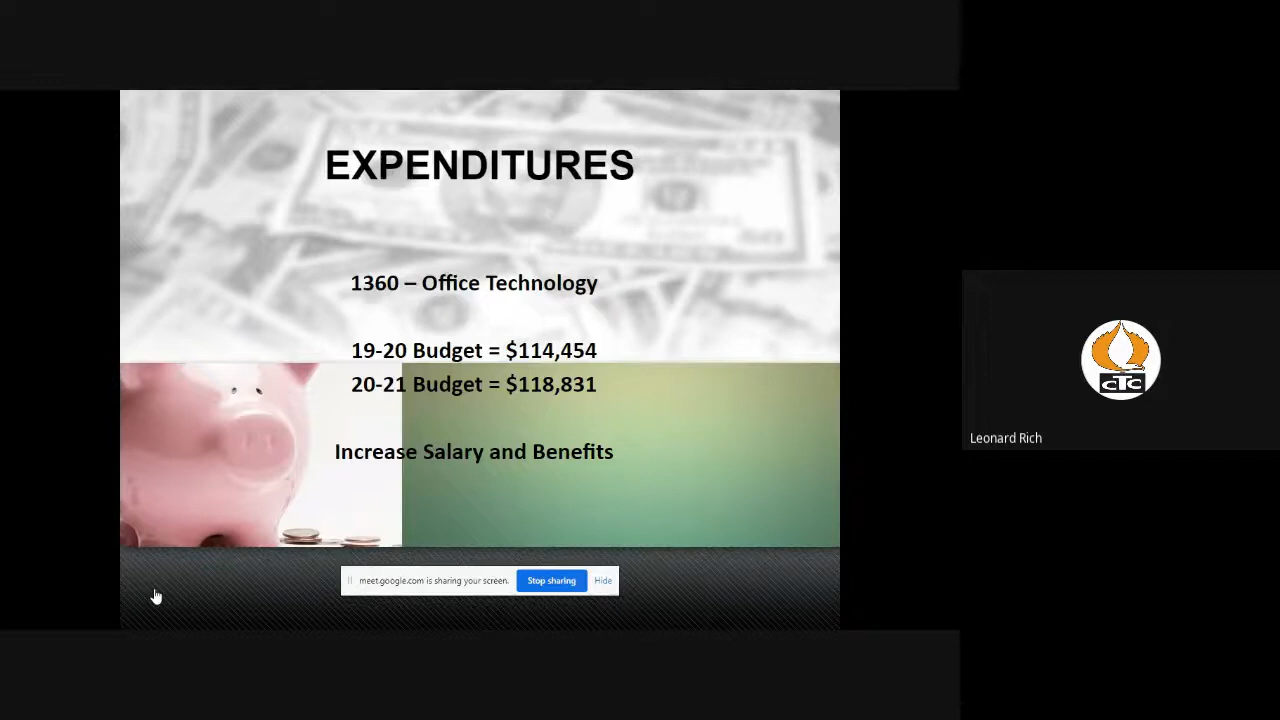 EXPENDITURES
1360 – Office Technology
19-20 Budget = $114,454
20-21 Budget = $118,831
Increase Salary and Benefits
meet.google.com is sharing your screen.
Stop sharing
Hide
CTC
Leonard Rich